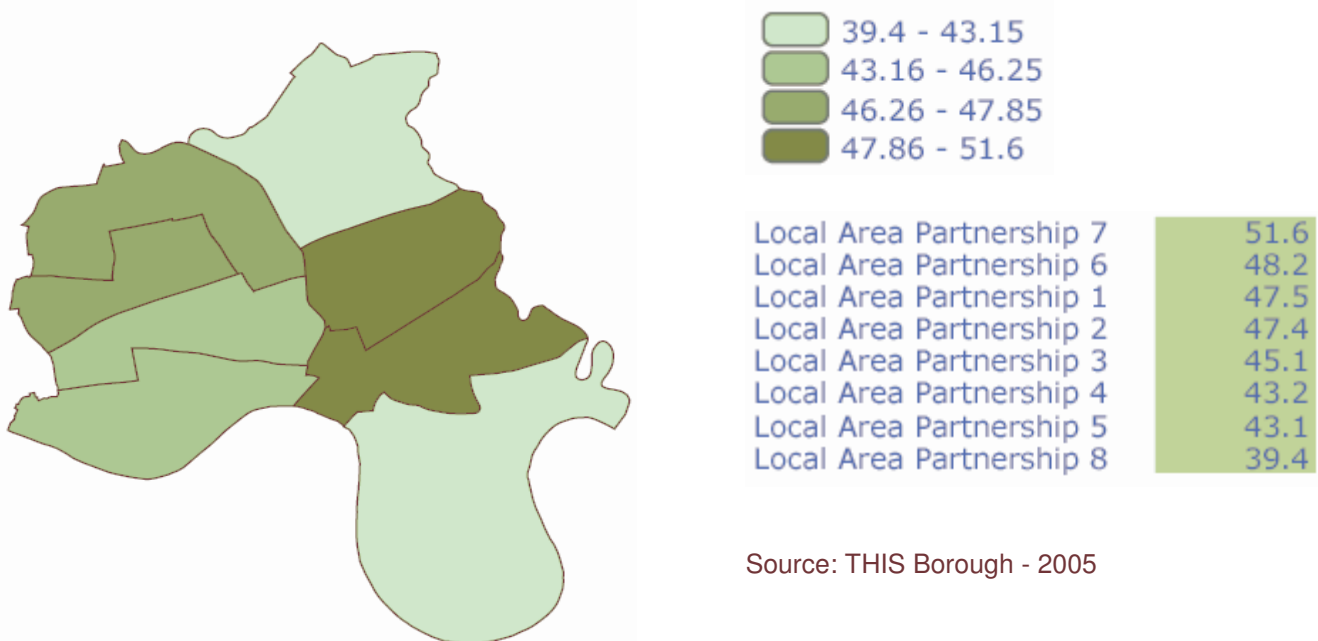 39.4 - 43.15
43.16 - 46.25
46.26 - 47.85
47.86 - 51.6
Local Area Partnership 7 51.6
Local Area Partnership 6 48.2
Local Area Partnership 1 47.5
Local Area Partnership 2 47.4
Local Area Partnership 3 45.1
Local Area Partnership 4 43.2
Local Area Partnership 5 43.1
Local Area Partnership 8 39.4
Source: THIS Borough - 2005